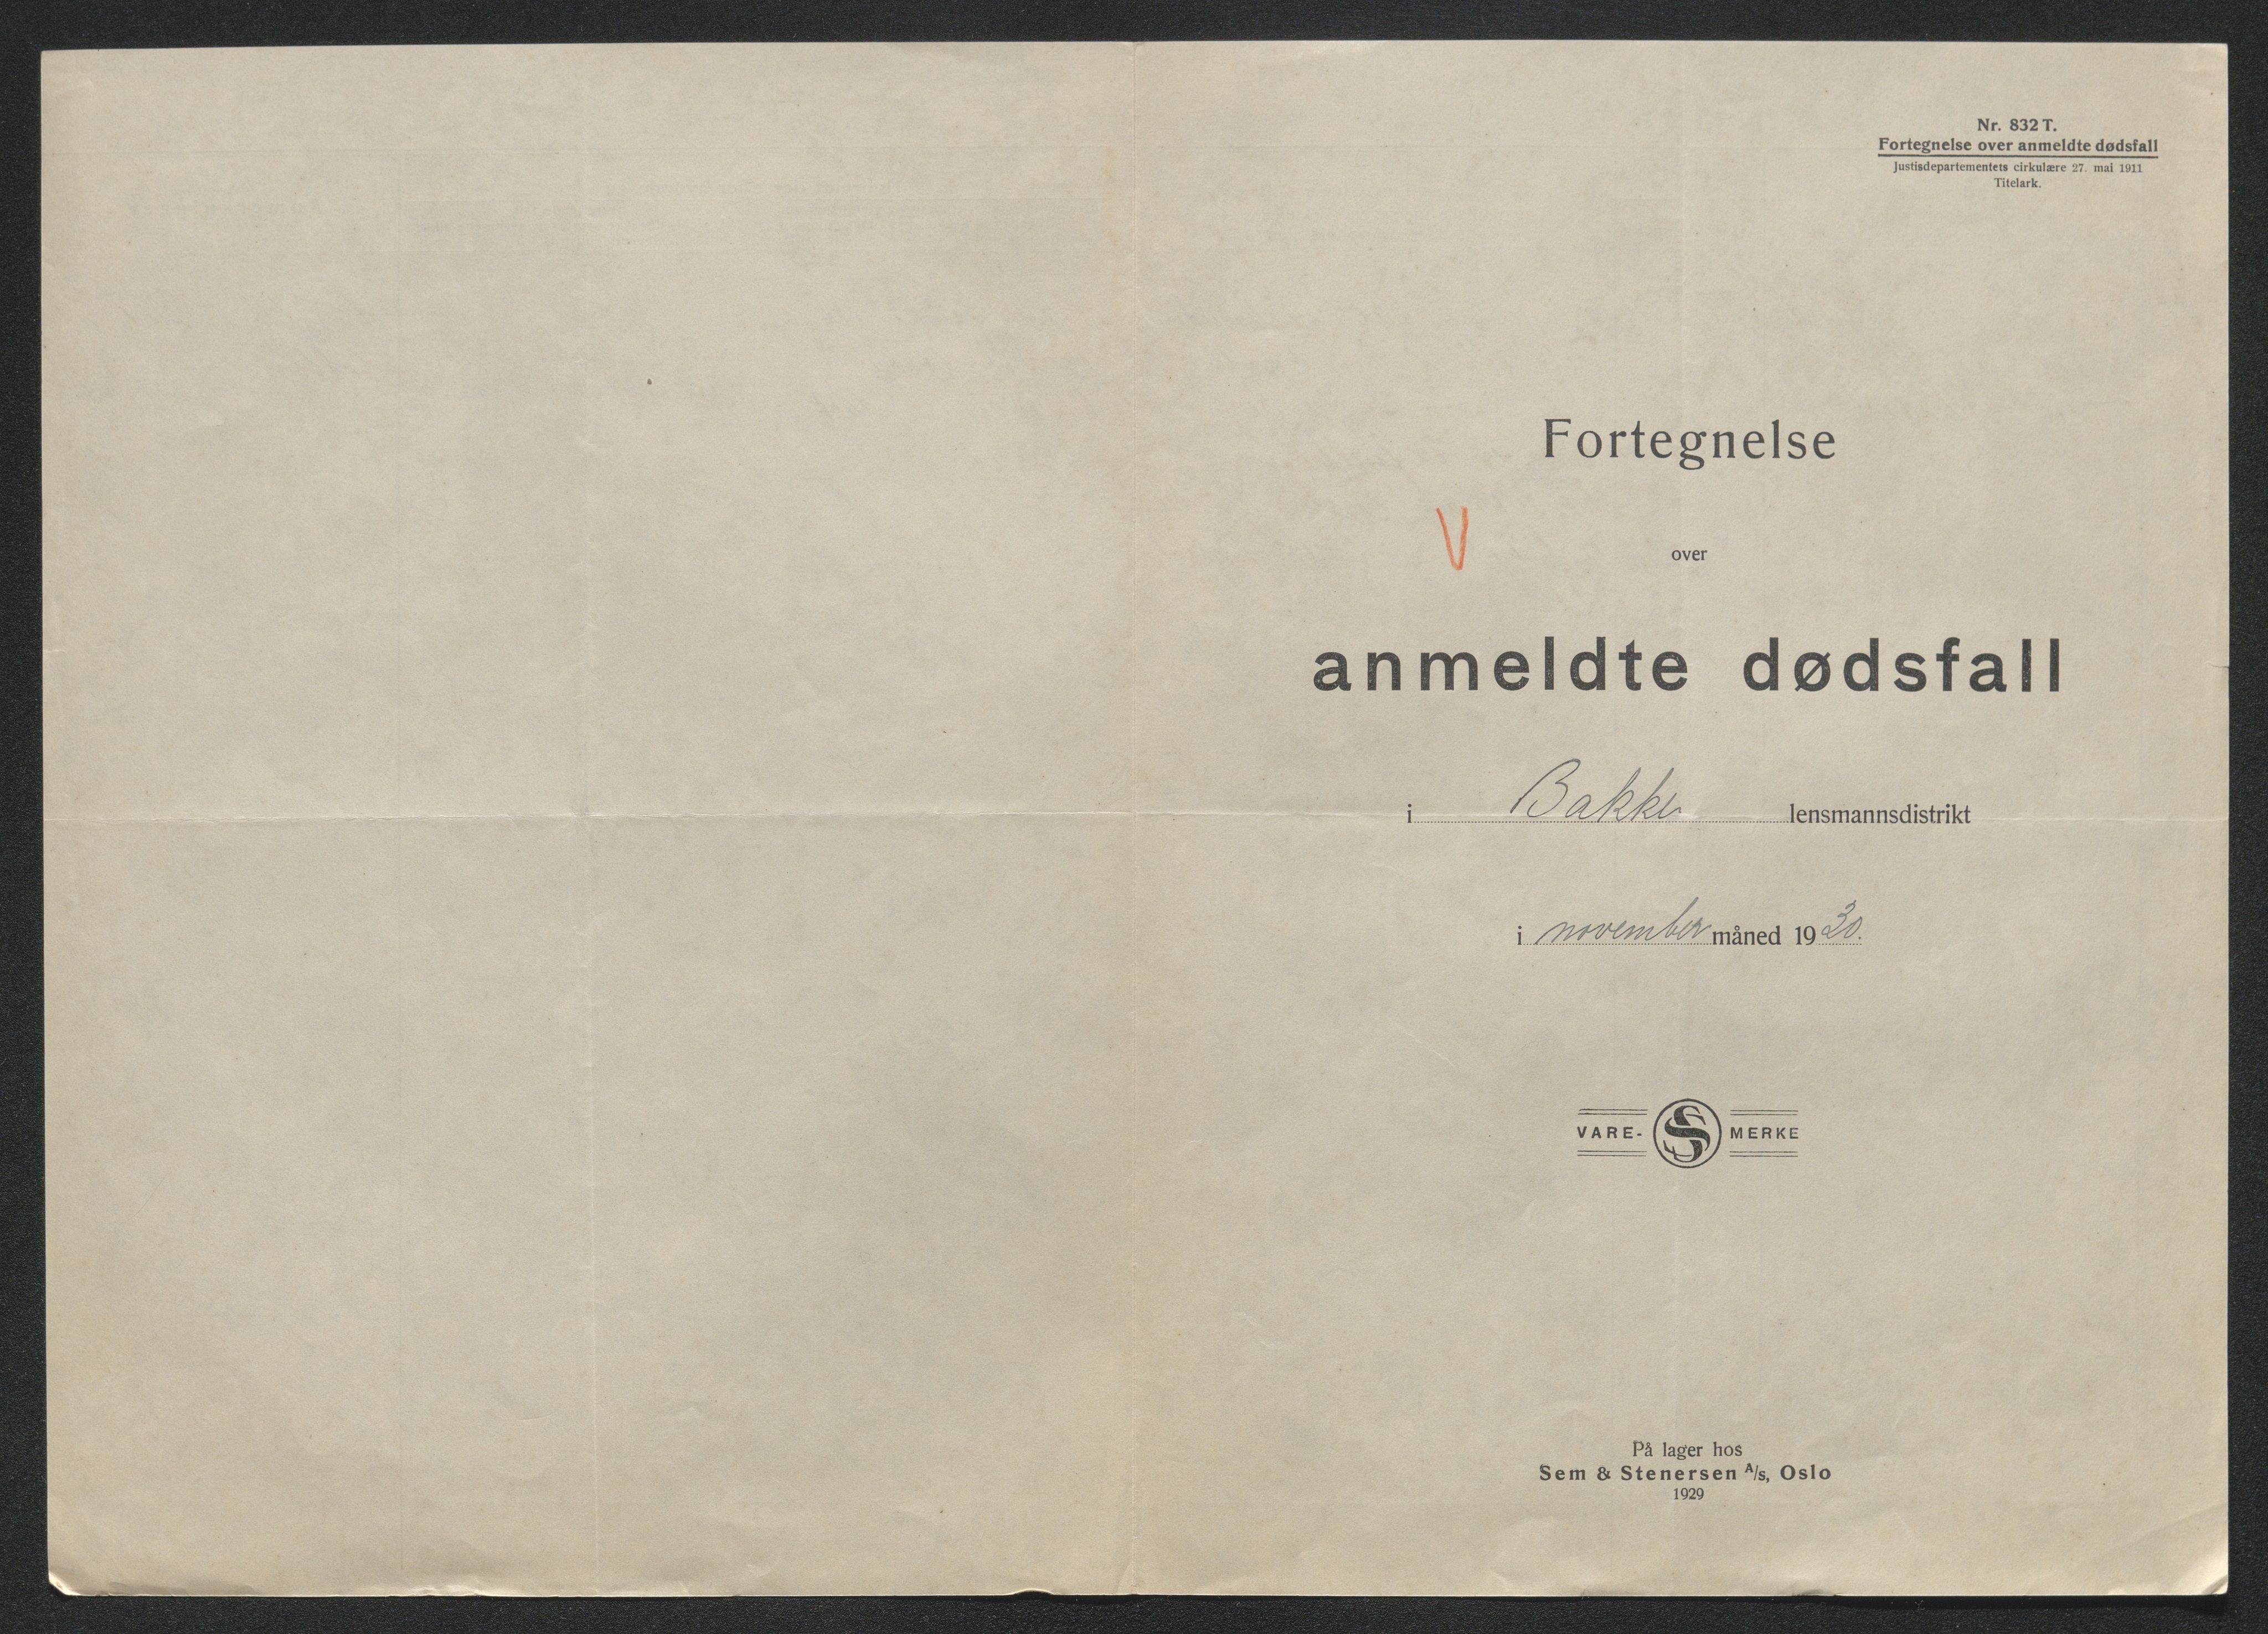 Nr. 832 T.
Fortegnelse over anmeldte dødsfall
Justisdepartementets cirkulære 27. mai 1911
Titelark.
Fortegnelse
V
over
anmeldte dødsfall
i Bakke lensmannsdistrikt
i november måned 1930.
VARE- SS MERKE
På lager hos
Sem & Stenersen A/s, Oslo
1929